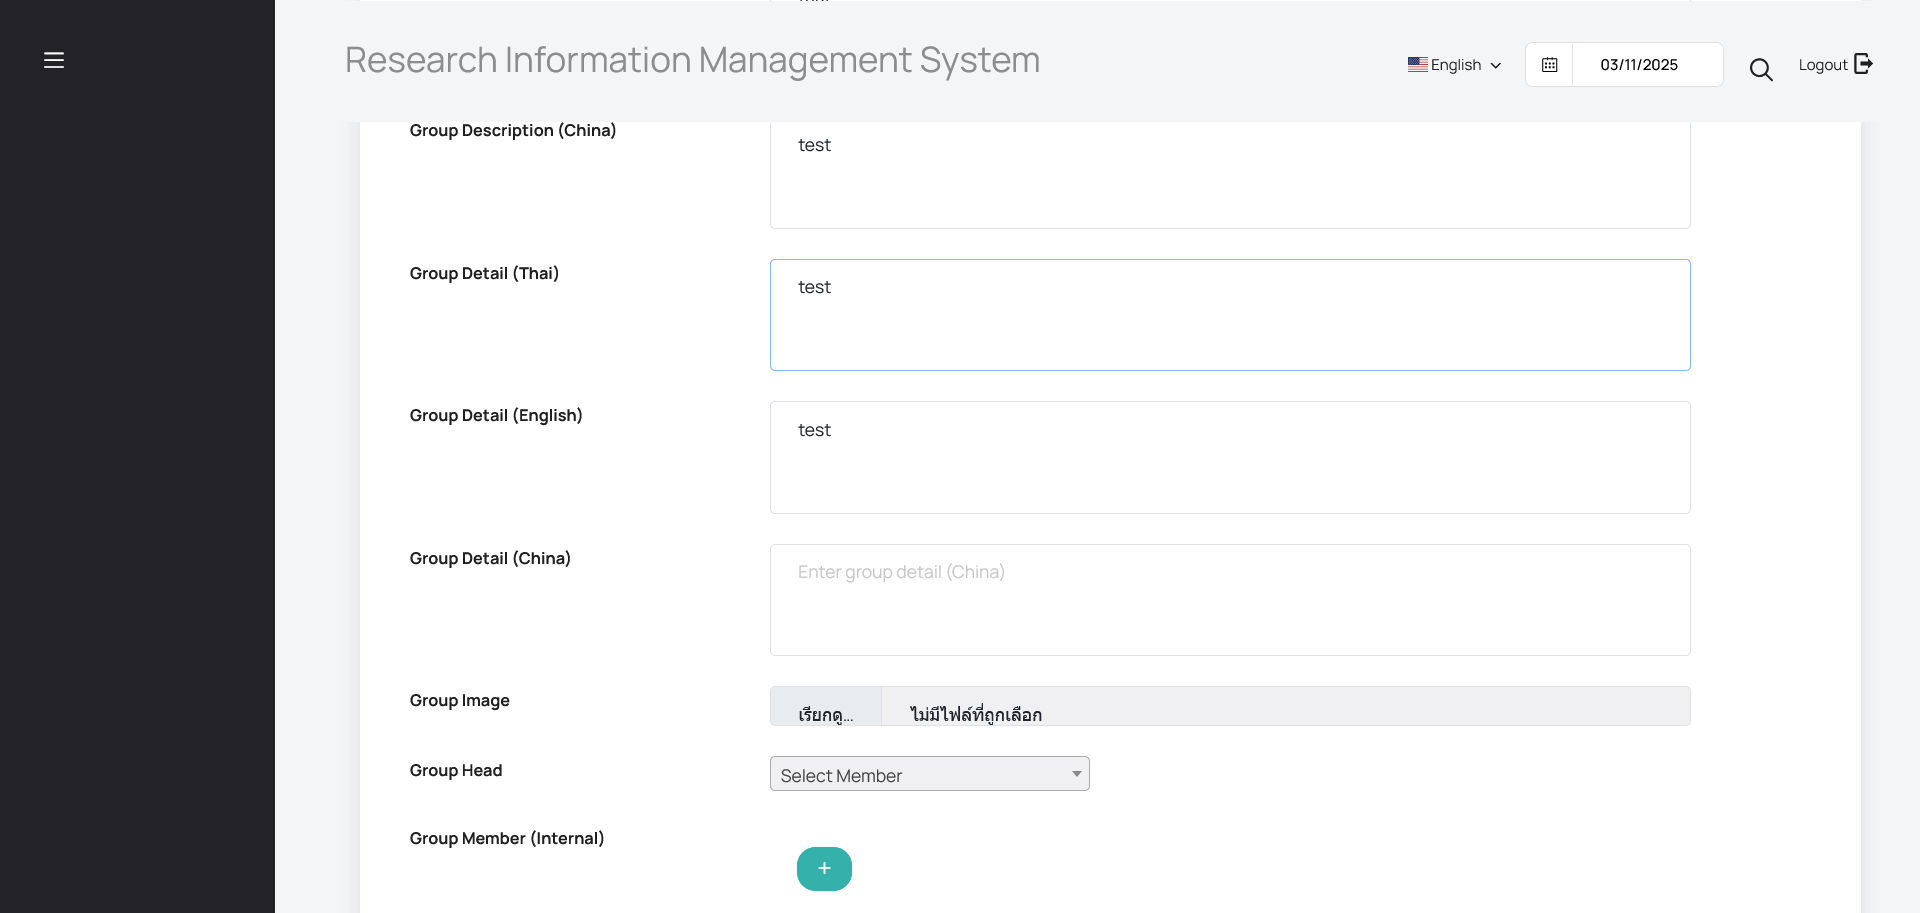 Research Information Management System
English
03/11/2025
Logout
Group Description (China)
test
Group Detail (Thai)
test
Group Detail (English)
test
Group Detail (China)
Enter group detail (China)
Group Image
เรียกดู... ไม่มีไฟล์ที่ถูกเลือก
Group Head
Select Member
Group Member (Internal)
+